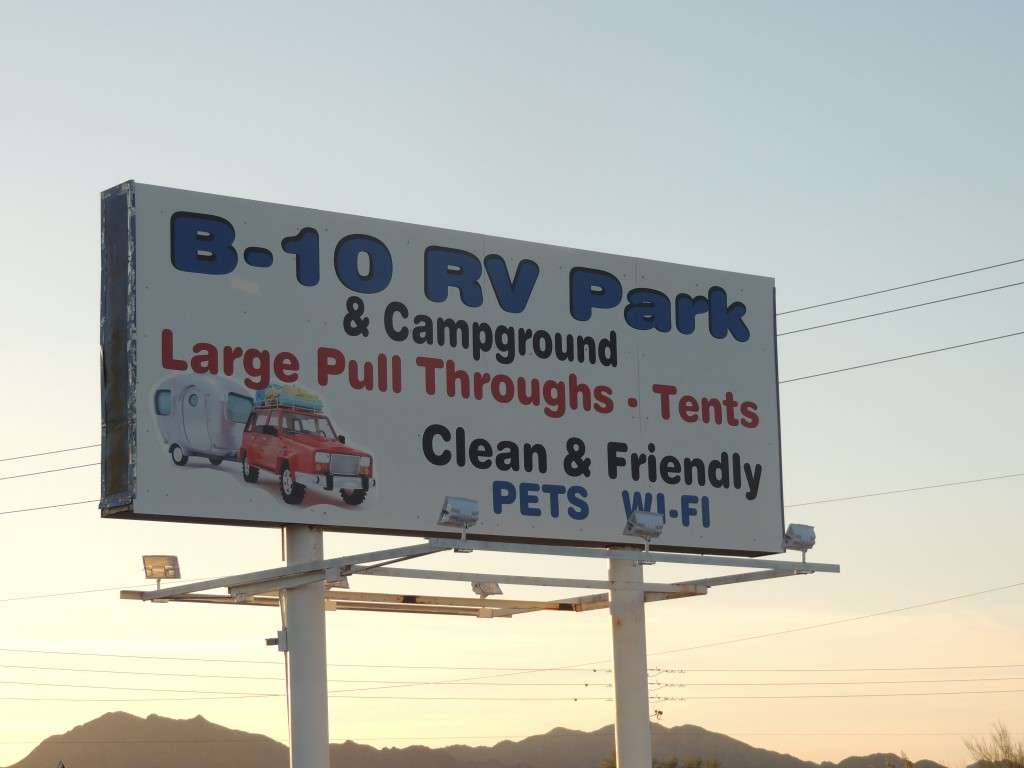 B-10 RV Park
& Campground
Large Pull Throughs - Tents
Clean & Friendly
PETS WI-FI